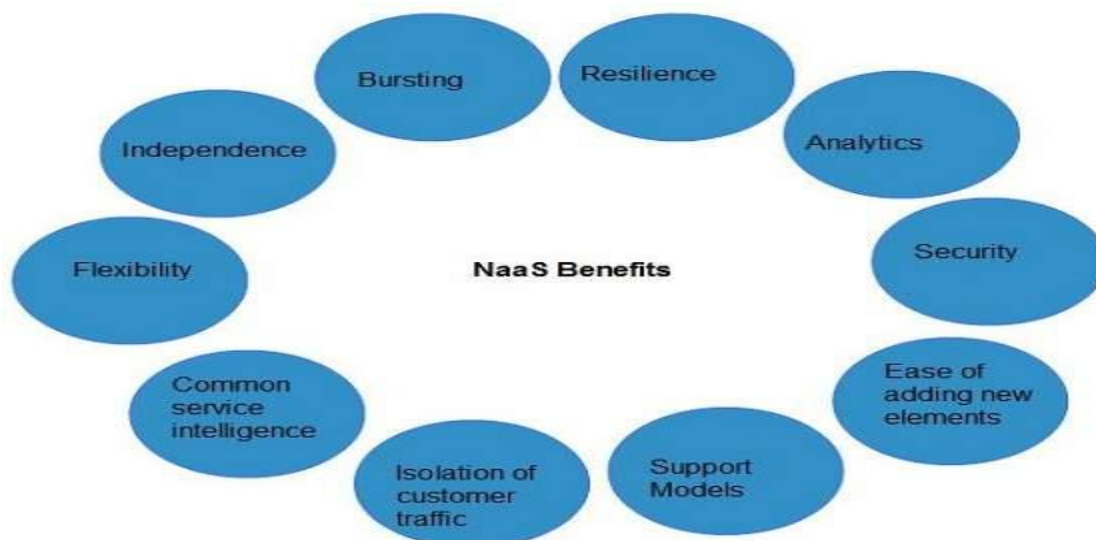 Bursting
Resilience
Independence
Analytics
Flexibility
NaaS Benefits
Security
Common
service
intelligence
Ease of
adding new
elements
Isolation of
customer
traffic
Support
Models